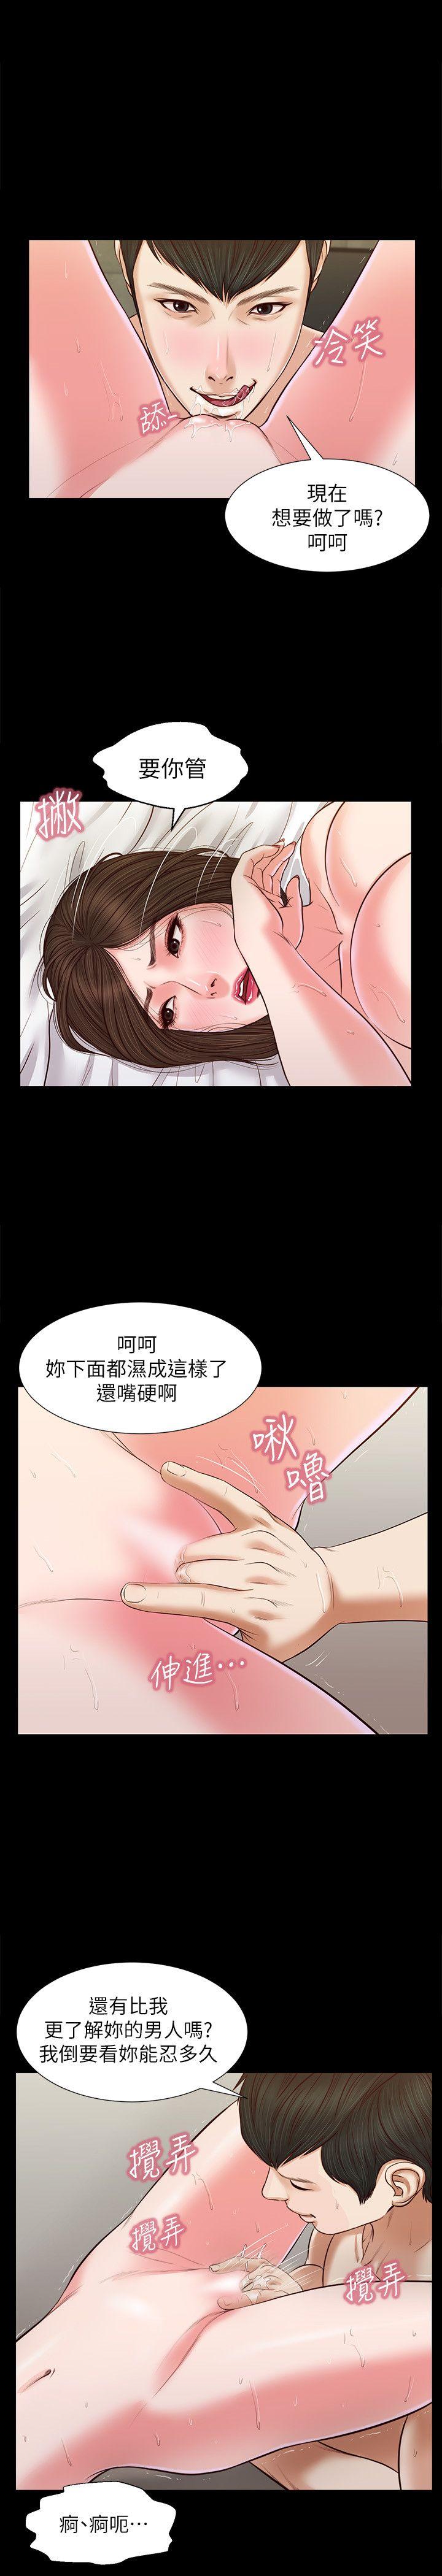 冷笑
舔-
現在
想要做了嗎?
呵呵
要你管
撇
呵呵
妳下面都濕成這樣了
還嘴硬啊
啾
嚕
伸進…
還有比我
更了解妳的男人嗎?
我倒要看妳能忍多久
攪弄
攪弄
攪弄
痾、痾呃…